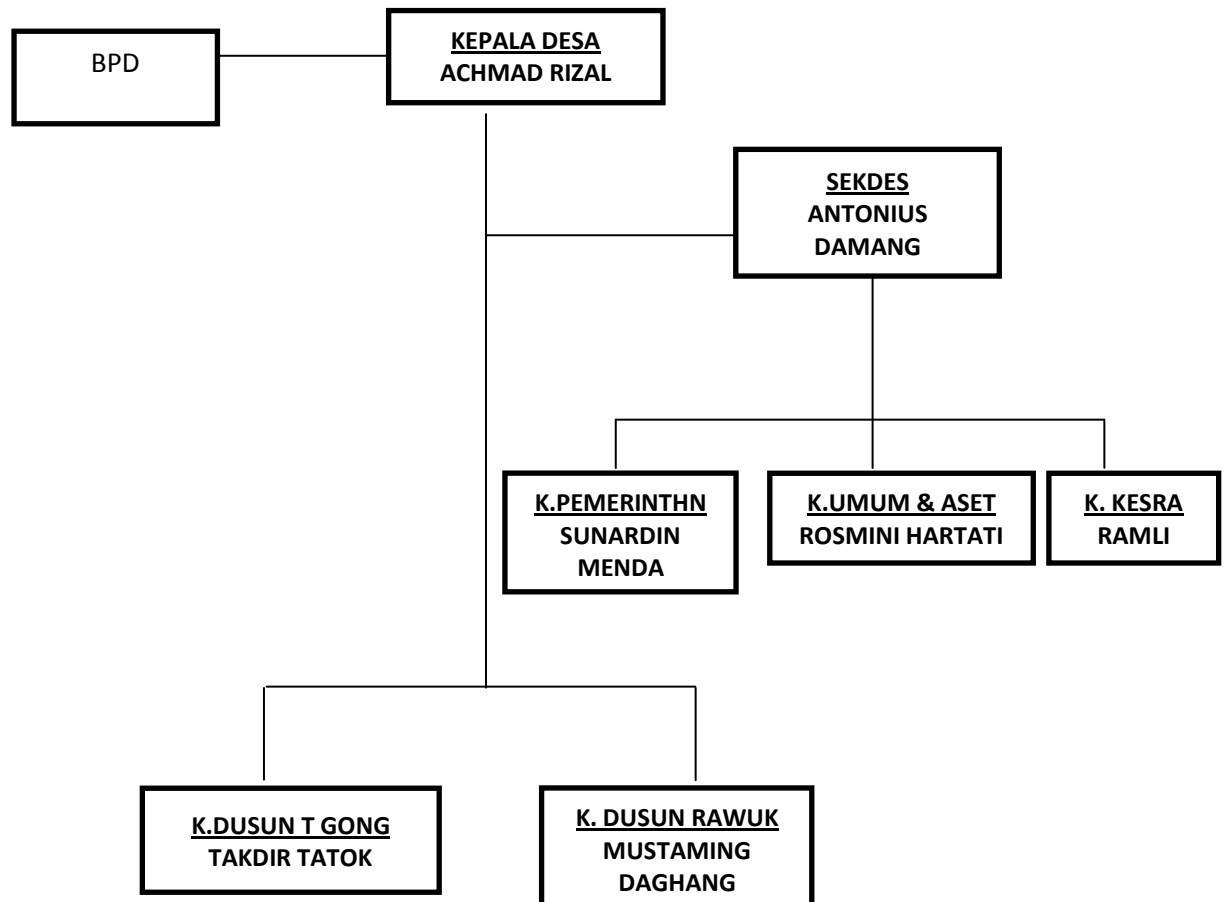 BPD
KEPALA DESA
ACHMAD RIZAL
SEKDES
ANTONIUS
DAMANG
K.PEMERINTHN
SUNARDIN
MENDA
K.UMUM & ASET
ROSMINI HARTATI
K. KESRA
RAMLI
K.DUSUN T GONG
TAKDIR TATOK
K. DUSUN RAWUK
MUSTAMING
DAGHANG